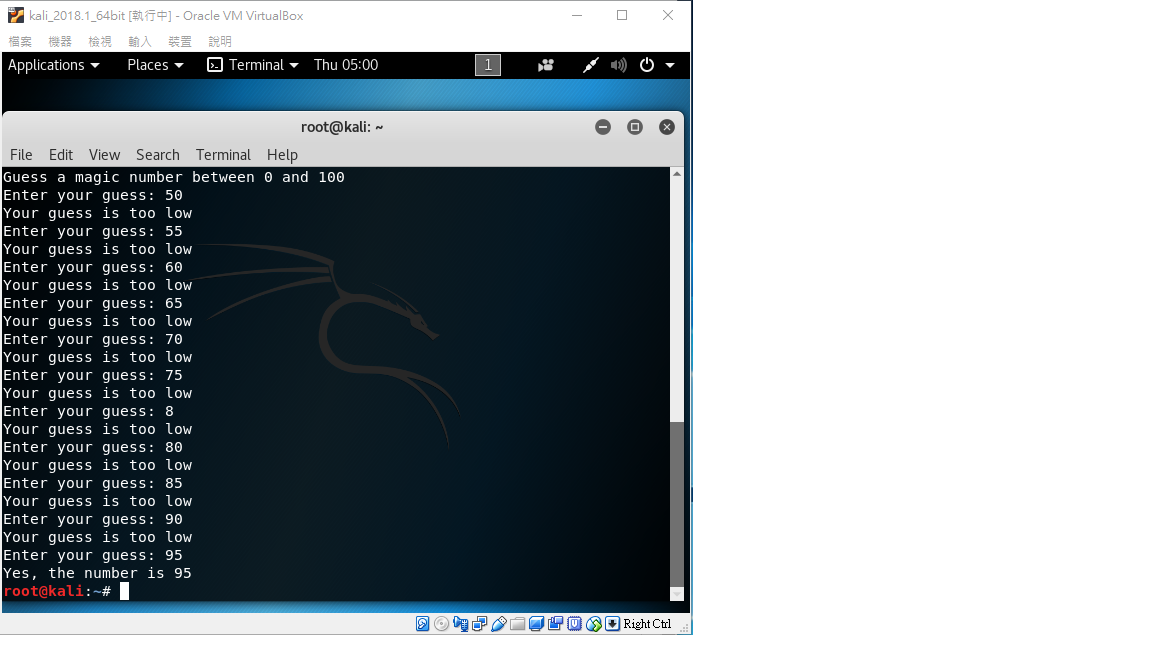 kali_2018.1_64bit [執行中] - Oracle VM VirtualBox
檔案 機器 檢視 輸入 裝置 說明
Applications Places Terminal Thu 05:00 1
root@kali: ~
File Edit View Search Terminal Help
Guess a magic number between 0 and 100
Enter your guess: 50
Your guess is too low
Enter your guess: 55
Your guess is too low
Enter your guess: 60
Your guess is too low
Enter your guess: 65
Your guess is too low
Enter your guess: 70
Your guess is too low
Enter your guess: 75
Your guess is too low
Enter your guess: 8
Your guess is too low
Enter your guess: 80
Your guess is too low
Enter your guess: 85
Your guess is too low
Enter your guess: 90
Your guess is too low
Enter your guess: 95
Yes, the number is 95
root@kali:~#
Right Ctrl